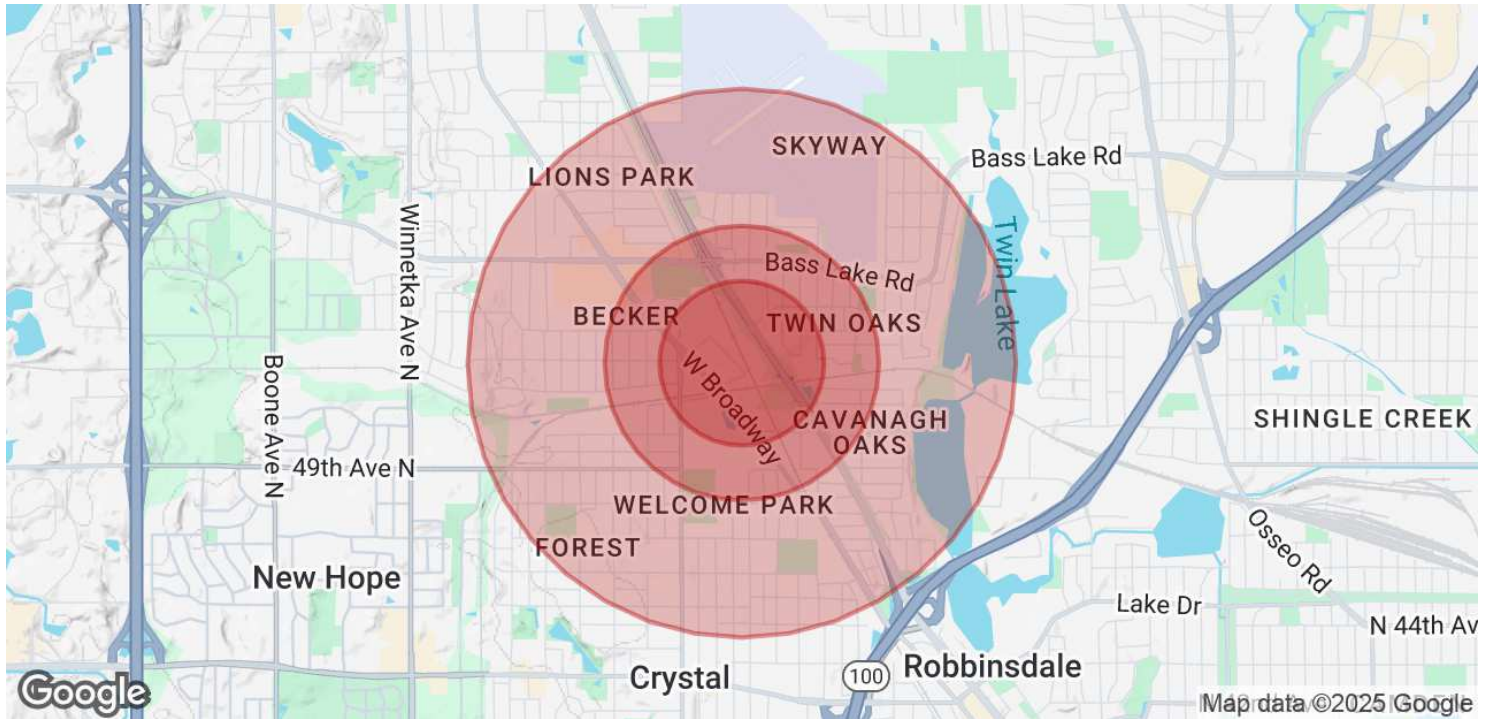 SKYWAY
Bass Lake Rd
LIONS PARK
Winnetka Ave N
Twin Lake
Bass Lake Rd
BECKER
TWIN OAKS
W Broadway
Boone Ave N
CAVANAGH
OAKS
SHINGLE CREEK
49th Ave N
WELCOME PARK
FOREST
Osseo Rd
New Hope
Lake Dr
N 44th Av
Crystal
100
Robbinsdale
Google
Map data ©2025 Google